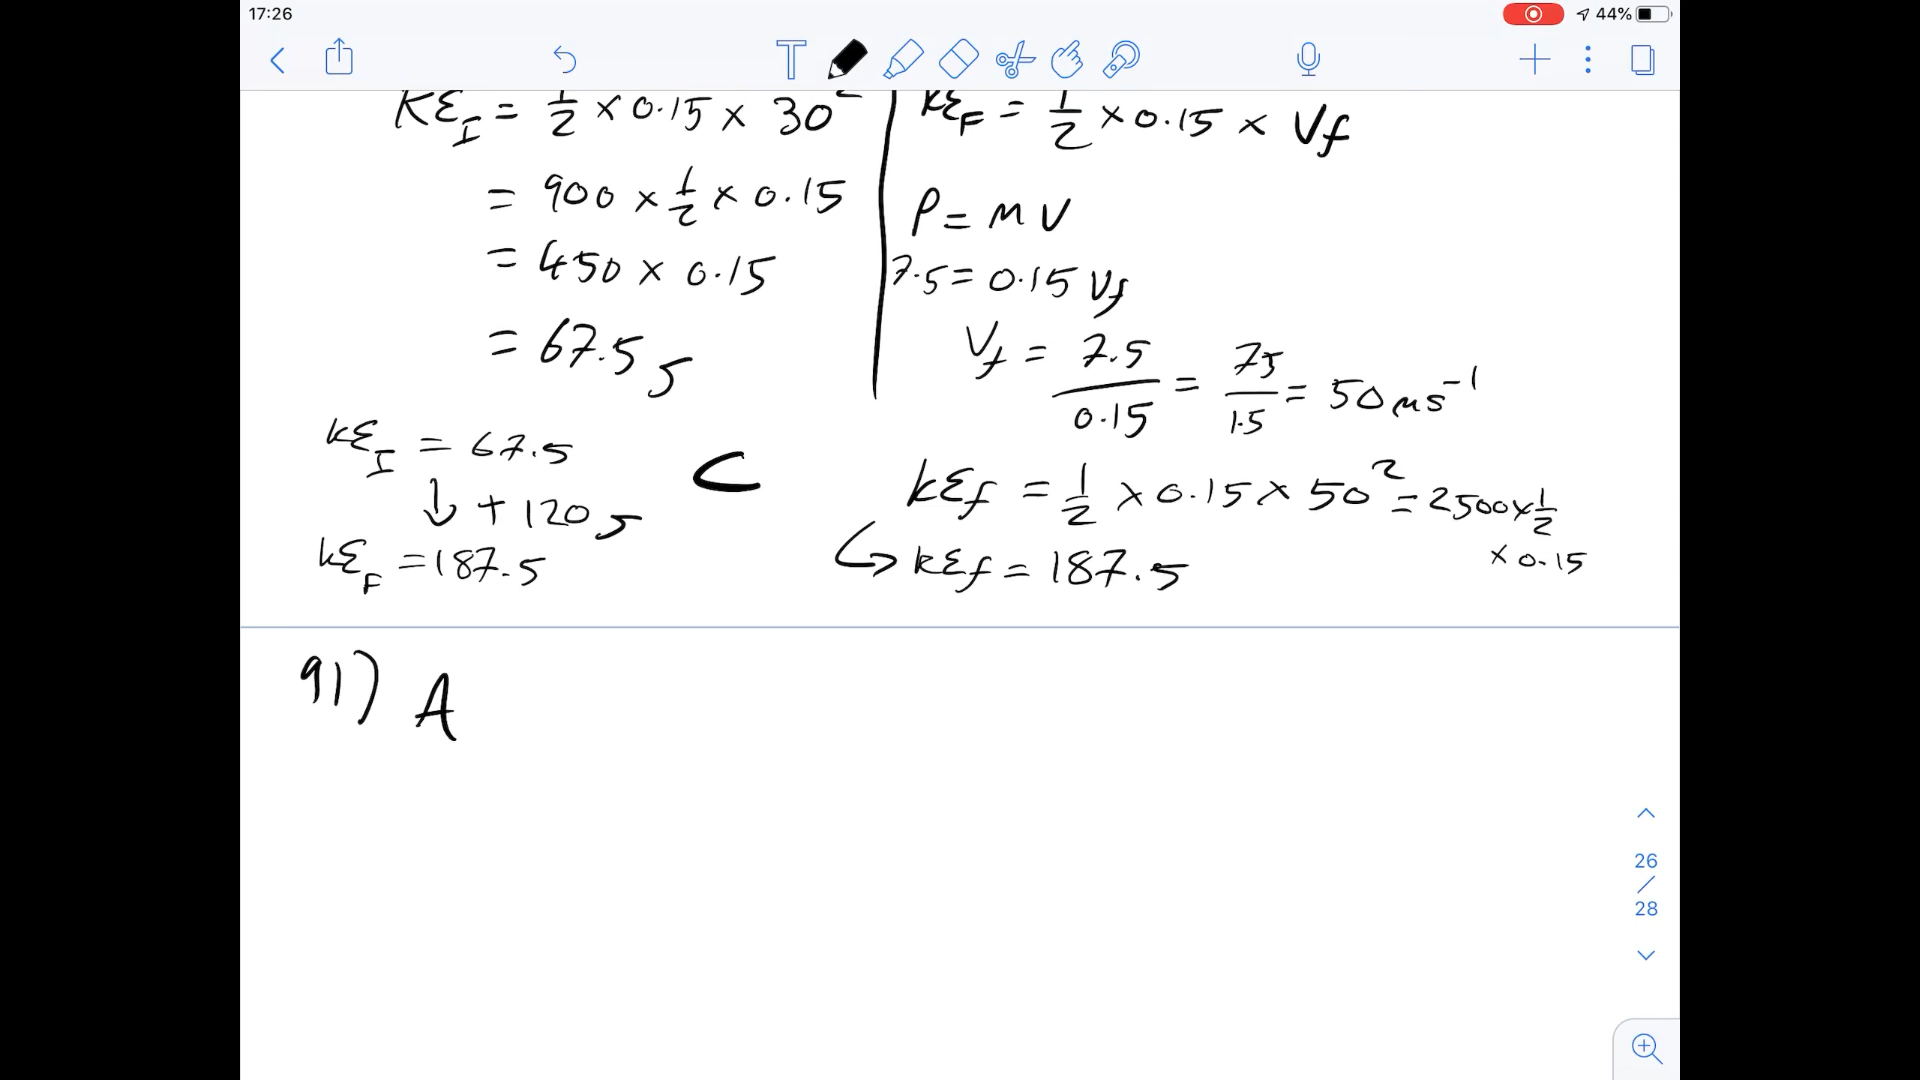 17:26
44%
T
KE_I = 1/2 × 0.15 × 30²
= 900 × 1/2 × 0.15
= 450 × 0.15
= 67.5 J
KE_I = 67.5
↓ + 120 J
KE_F = 187.5
C
KE_F = 1/2 × 0.15 × Vf
P = MV
7.5 = 0.15 Vf
Vf = 7.5/0.15 = 75/1.5 = 50 ms⁻¹
KEf = 1/2 × 0.15 × 50² = 2500 × 1/2
× 0.15
↳ KEf = 187.5
91) A
26
/
28